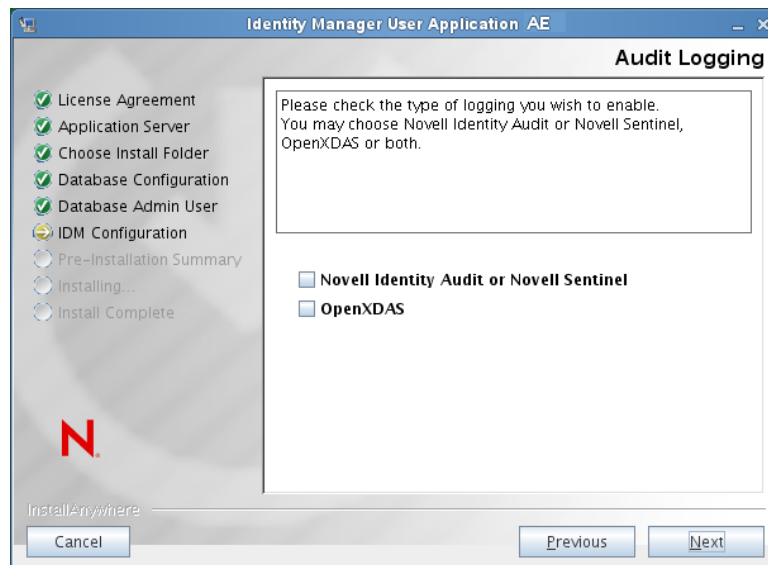 Identity Manager User Application AE
Audit Logging
License Agreement
Application Server
Choose Install Folder
Database Configuration
Database Admin User
IDM Configuration
Pre-Installation Summary
Installing...
Install Complete
Please check the type of logging you wish to enable.
You may choose Novell Identity Audit or Novell Sentinel,
OpenXDAS or both.
Novell Identity Audit or Novell Sentinel
OpenXDAS
N.
InstallAnywhere
Cancel
Previous
Next